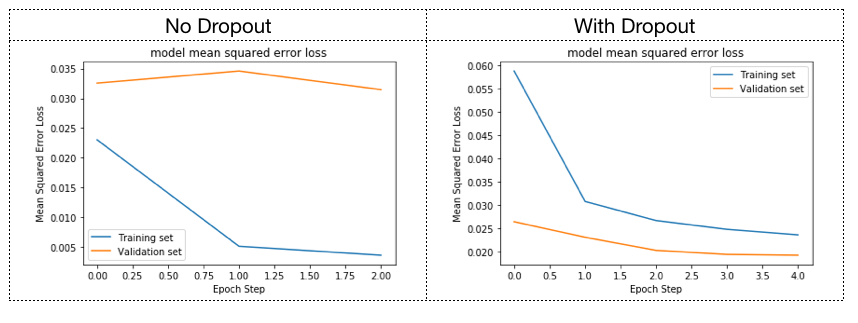 No Dropout
With Dropout
model mean squared error loss
0.035
0.030
0.025
0.020
0.015
0.010
0.005
Mean Squared Error Loss
Training set
Validation set
0.00 0.25 0.50 0.75 1.00 1.25 1.50 1.75 2.00
Epoch Step
model mean squared error loss
0.060
0.055
0.050
0.045
0.040
0.035
0.030
0.025
0.020
Mean Squared Error Loss
Training set
Validation set
0.0 0.5 1.0 1.5 2.0 2.5 3.0 3.5 4.0
Epoch Step